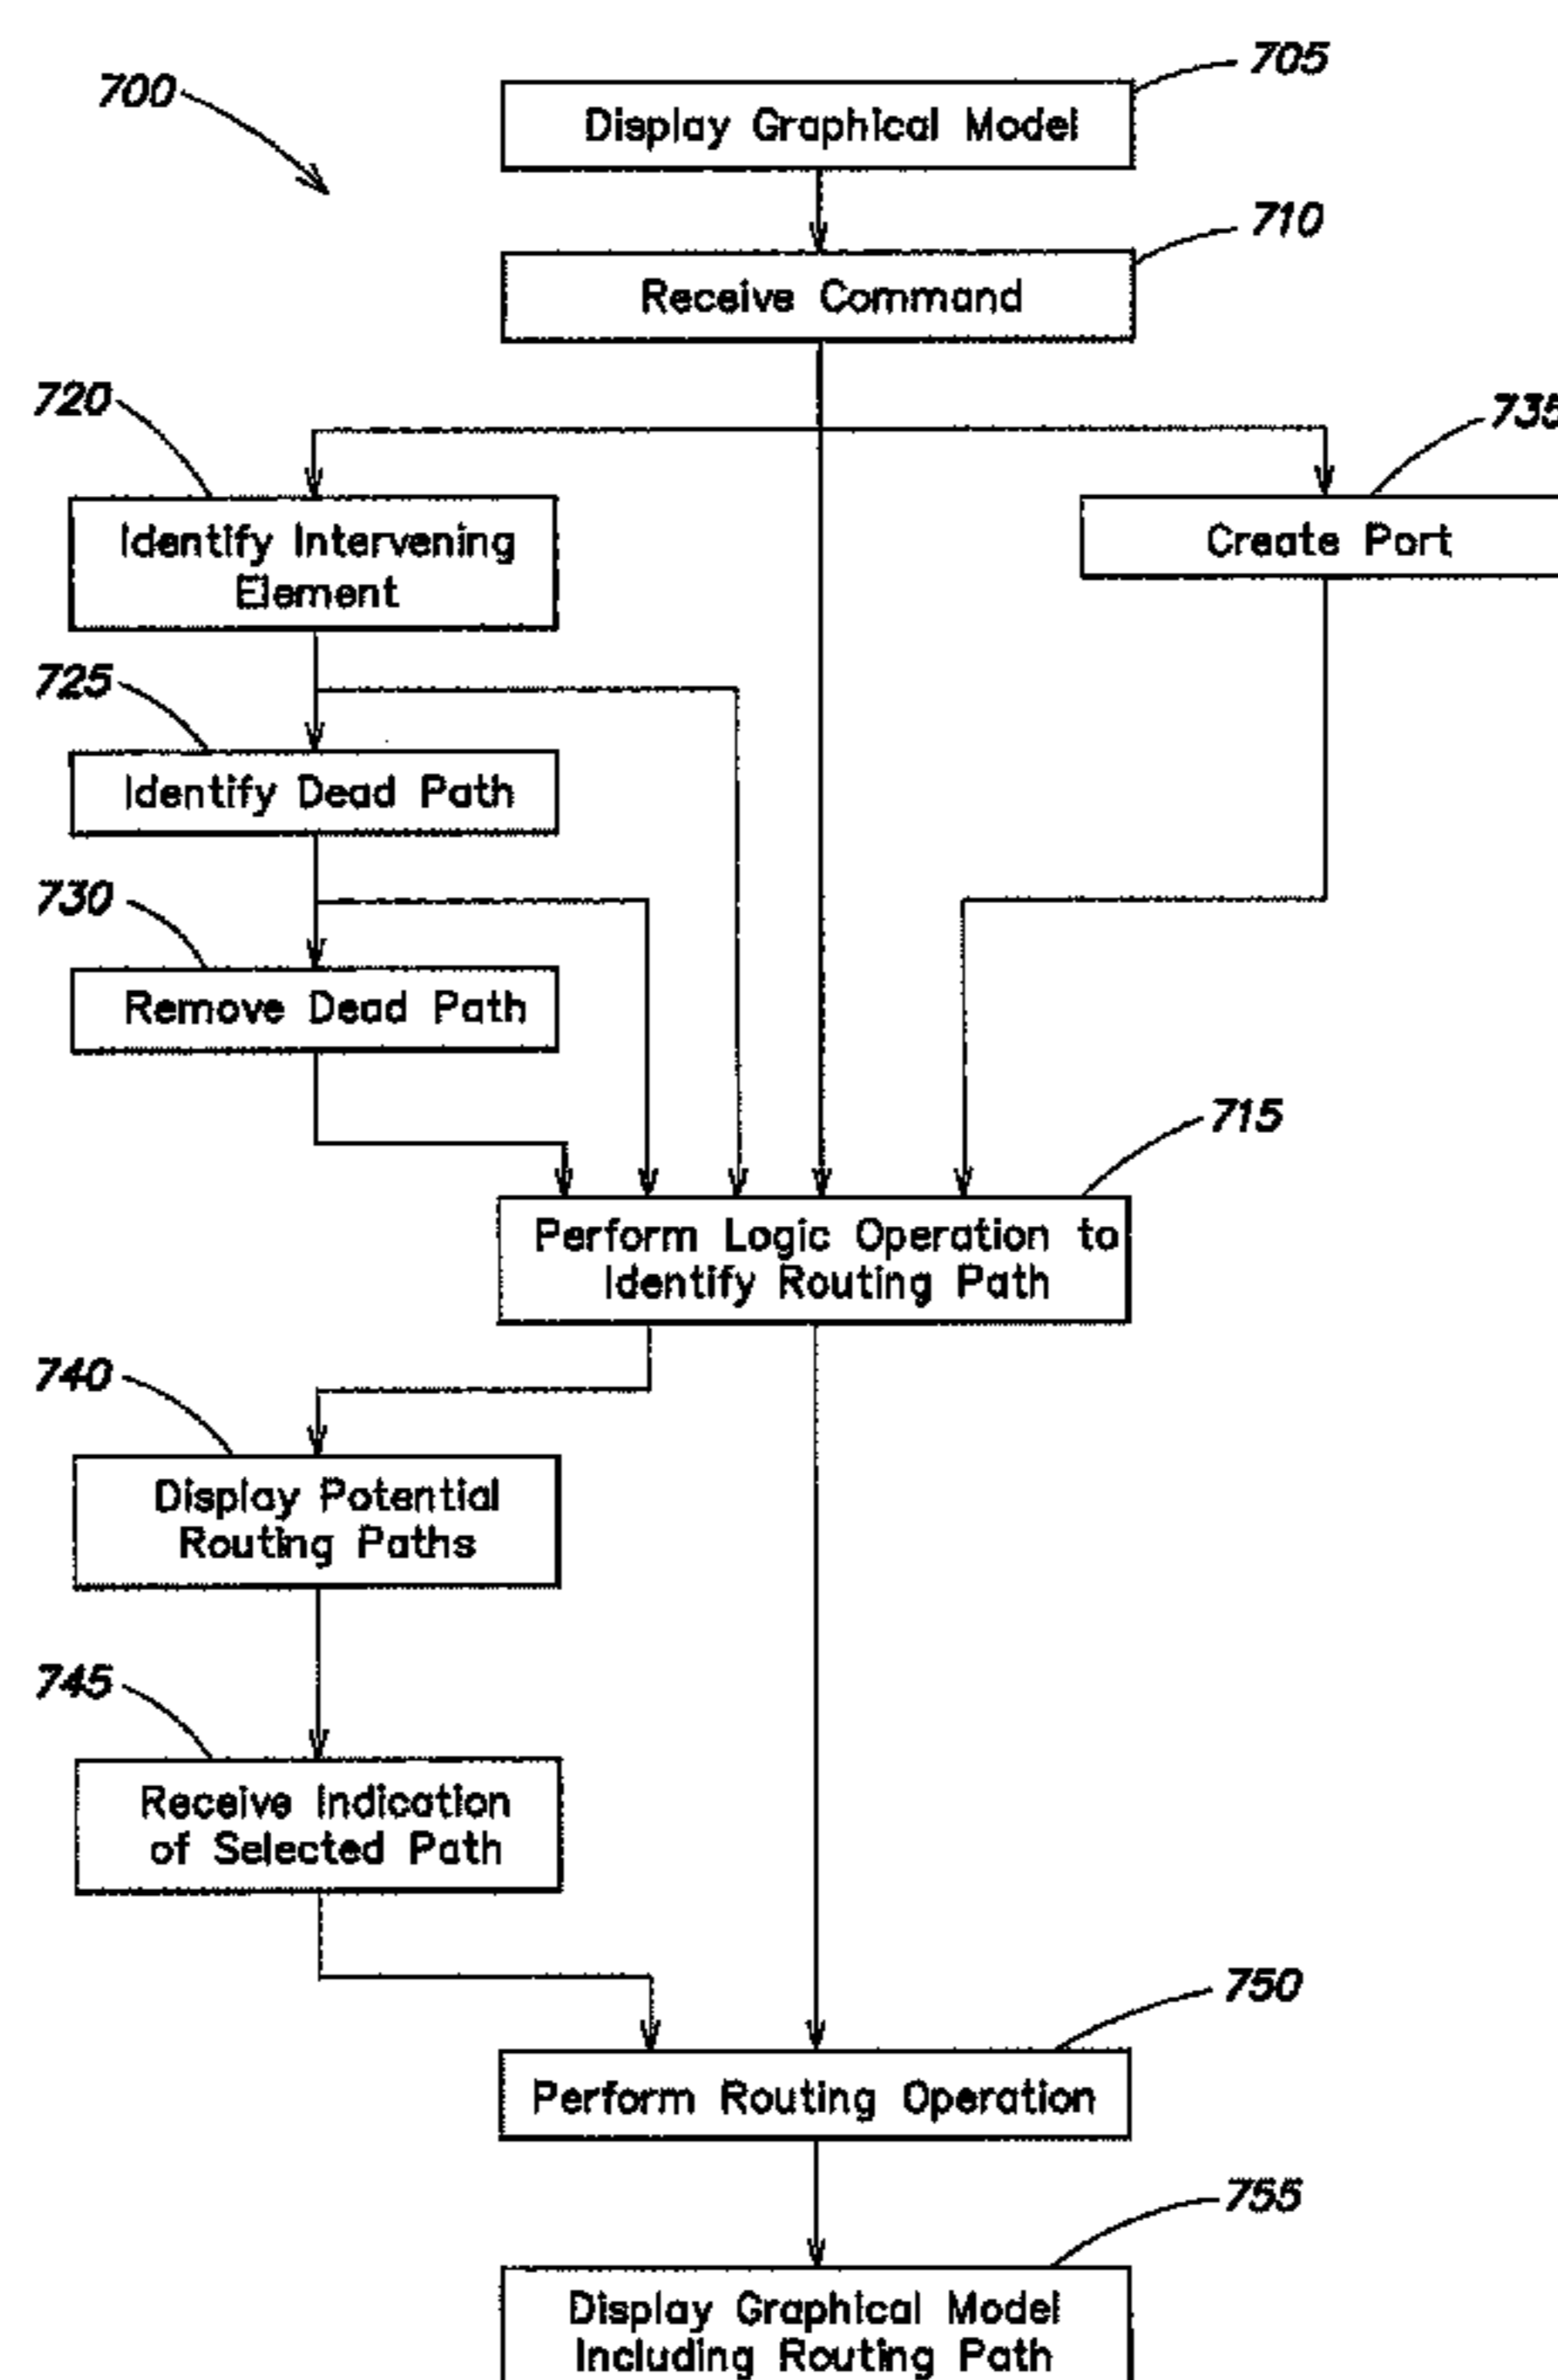 700
705
Display Graphical Model
710
Receive Command
720
735
Identify Intervening
Element
Create Port
725
Identify Dead Path
730
Remove Dead Path
715
Perform Logic Operation to
Identify Routing Path
740
Display Potential
Routing Paths
745
Receive Indication
of Selected Path
750
Perform Routing Operation
755
Display Graphical Model
Including Routing Path